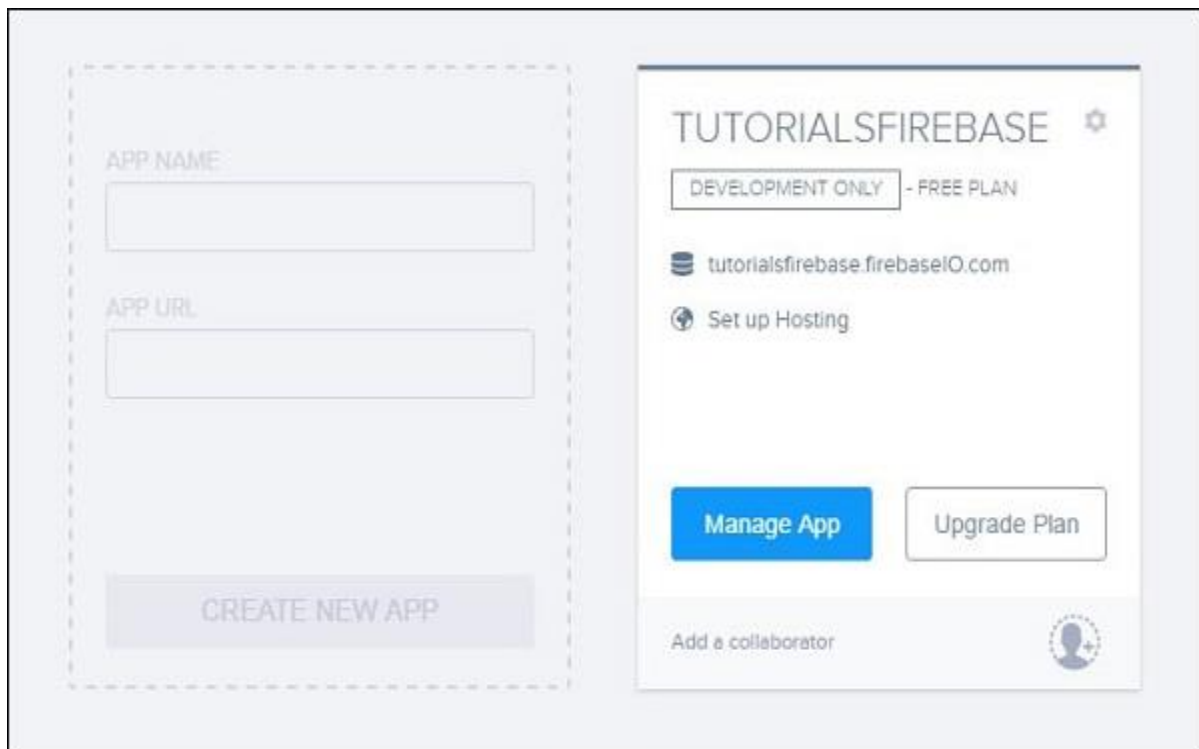 APP NAME
APP URL
CREATE NEW APP
TUTORIALSFIREBASE
DEVELOPMENT ONLY - FREE PLAN
tutorialsfirebase.firebaseIO.com
Set up Hosting
Manage App
Upgrade Plan
Add a collaborator